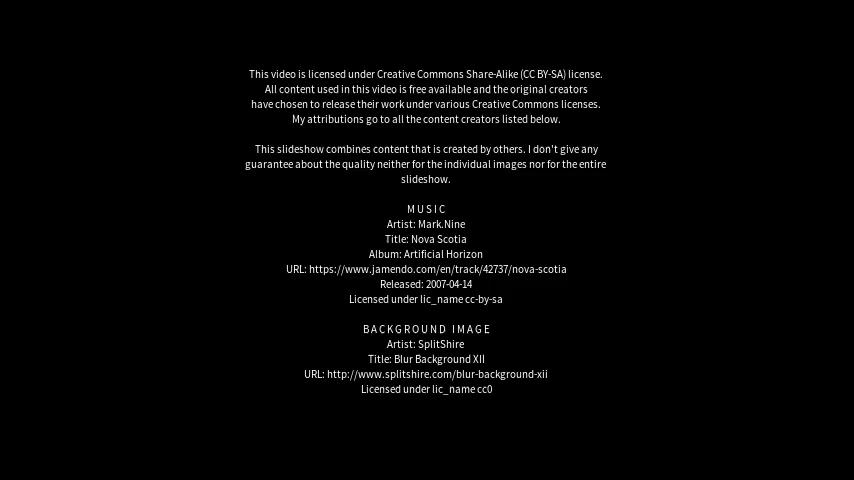 This video is licensed under Creative Commons Share-Alike (CC BY-SA) license.
All content used in this video is free available and the original creators
have chosen to release their work under various Creative Commons licenses.
My attributions go to all the content creators listed below.
This slideshow combines content that is created by others. I don't give any
guarantee about the quality neither for the individual images nor for the entire
slideshow.
MUSIC
Artist: Mark.Nine
Title: Nova Scotia
Album: Artificial Horizon
URL: https://www.jamendo.com/en/track/42737/nova-scotia
Released: 2007-04-14
Licensed under lic_name cc-by-sa
BACKGROUND IMAGE
Artist: SplitShire
Title: Blur Background XII
URL: http://www.splitshire.com/blur-background-xii
Licensed under lic_name cc0